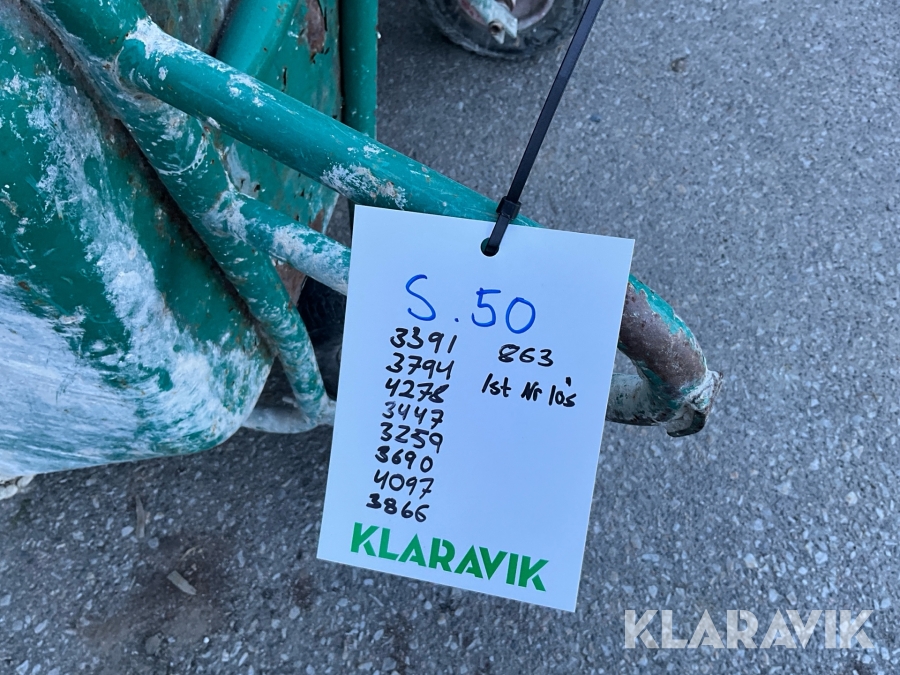 S.50
3391
3794
4278
3447
3259
3690
4097
3866
863
1st Nr lös
KLARAVIK
KLARAVIK